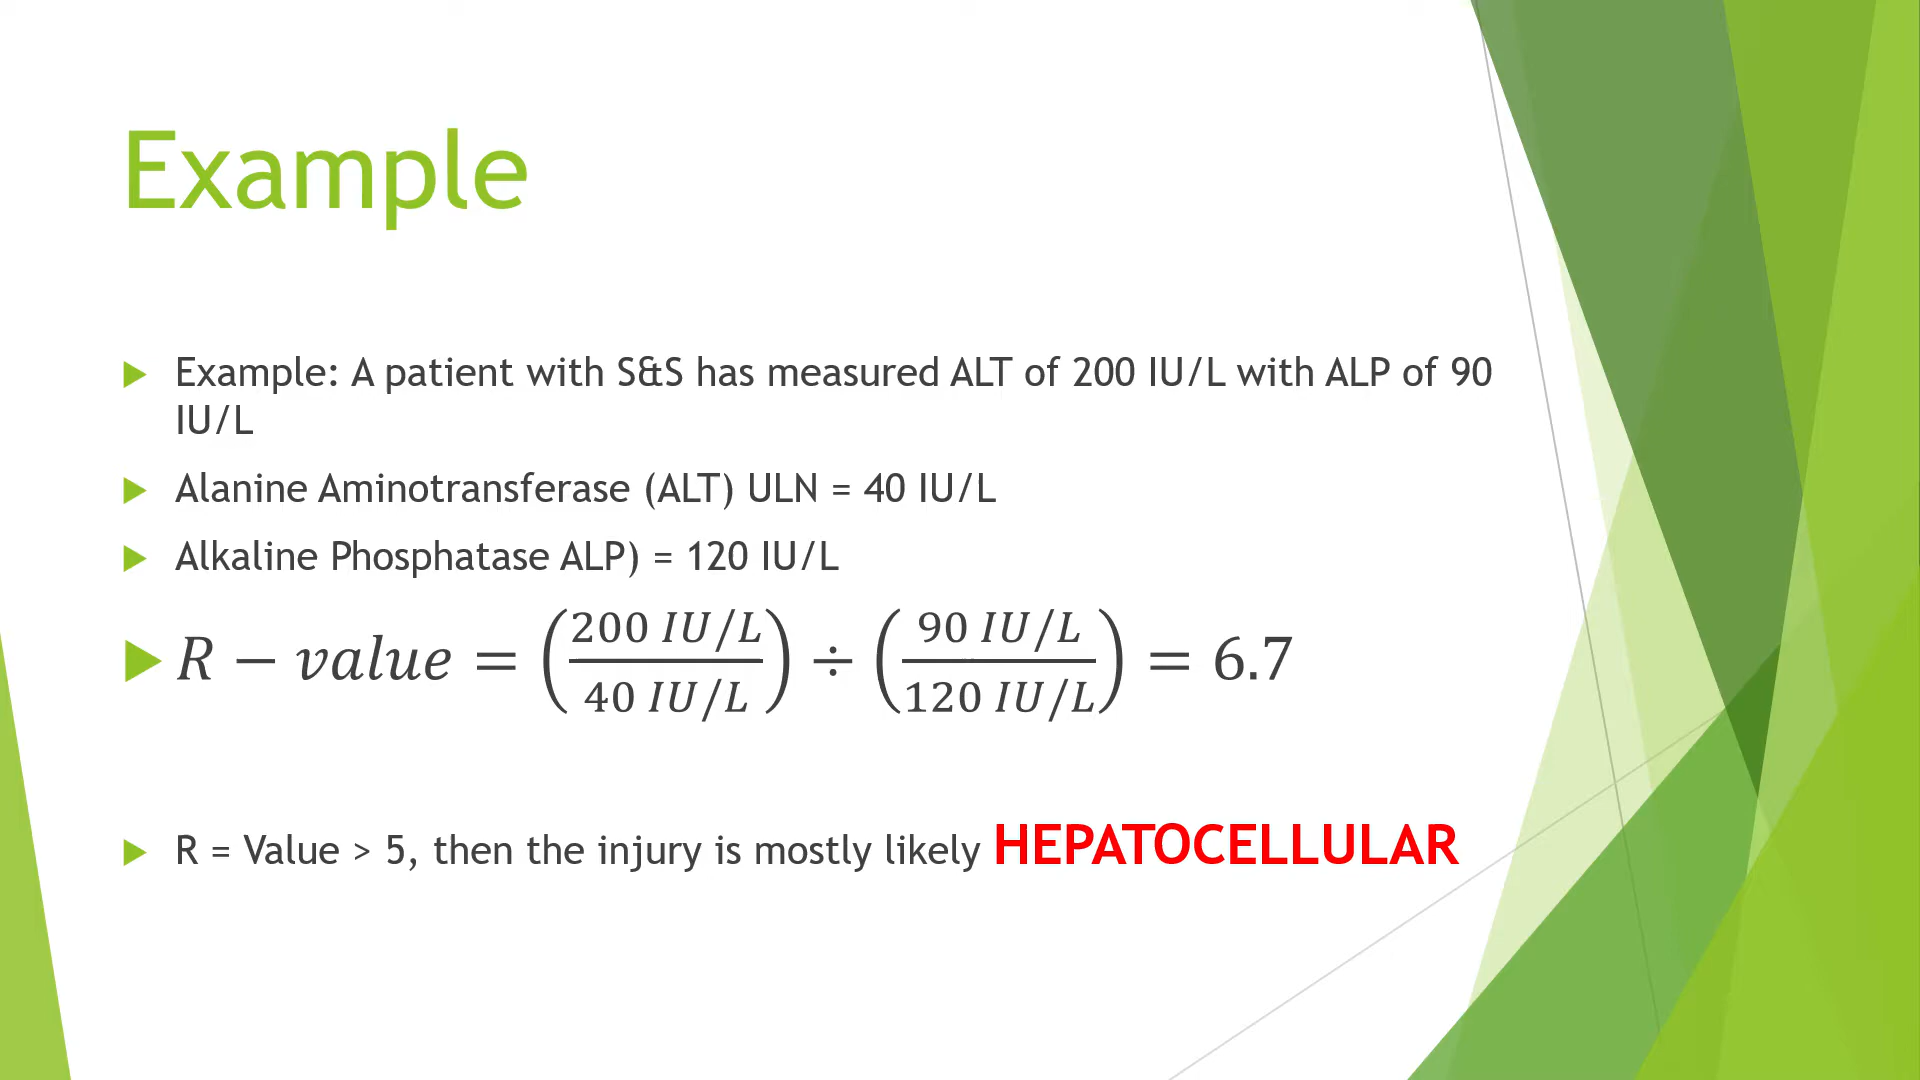 Example
Example: A patient with S&S has measured ALT of 200 IU/L with ALP of 90
IU/L
Alanine Aminotransferase (ALT) ULN = 40 IU/L
Alkaline Phosphatase ALP) = 120 IU/L
R − value = (200 IU/L / 40 IU/L) ÷ (90 IU/L / 120 IU/L) = 6.7
R = Value > 5, then the injury is mostly likely HEPATOCELLULAR